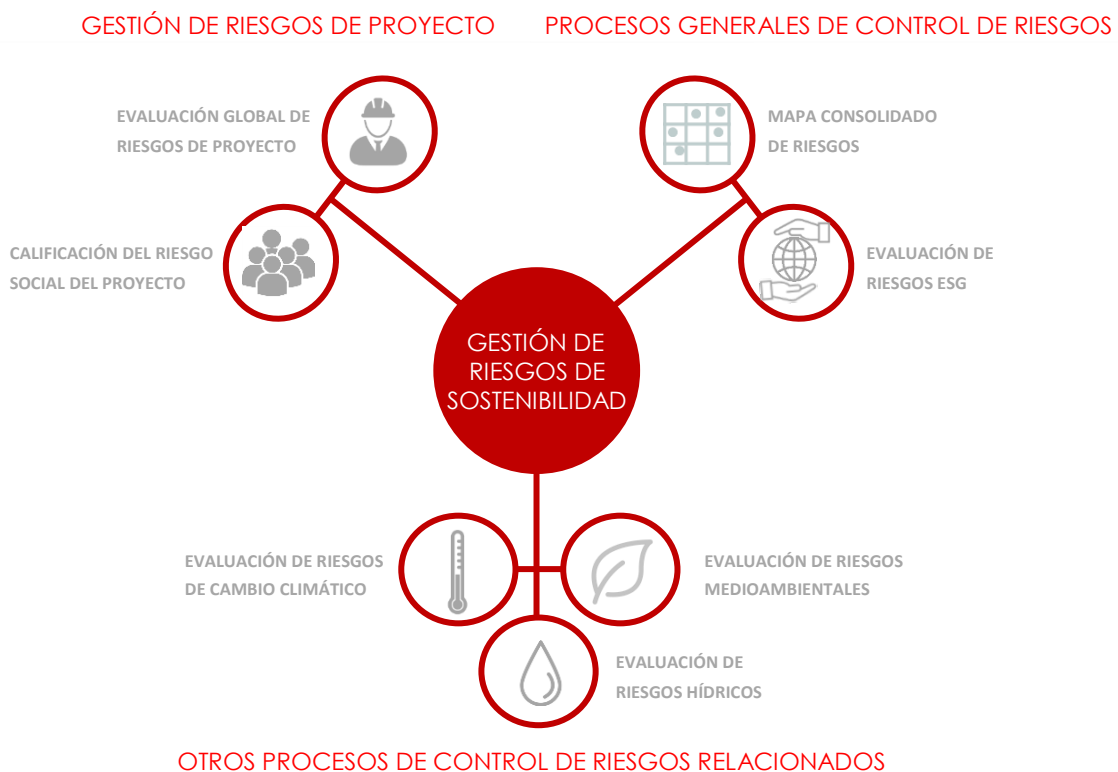 GESTIÓN DE RIESGOS DE PROYECTO
PROCESOS GENERALES DE CONTROL DE RIESGOS
EVALUACIÓN GLOBAL DE
RIESGOS DE PROYECTO
MAPA CONSOLIDADO
DE RIESGOS
CALIFICACIÓN DEL RIESGO
SOCIAL DEL PROYECTO
EVALUACIÓN DE
RIESGOS ESG
GESTIÓN DE
RIESGOS DE
SOSTENIBILIDAD
EVALUACIÓN DE RIESGOS
DE CAMBIO CLIMÁTICO
EVALUACIÓN DE RIESGOS
MEDIOAMBIENTALES
EVALUACIÓN DE
RIESGOS HÍDRICOS
OTROS PROCESOS DE CONTROL DE RIESGOS RELACIONADOS